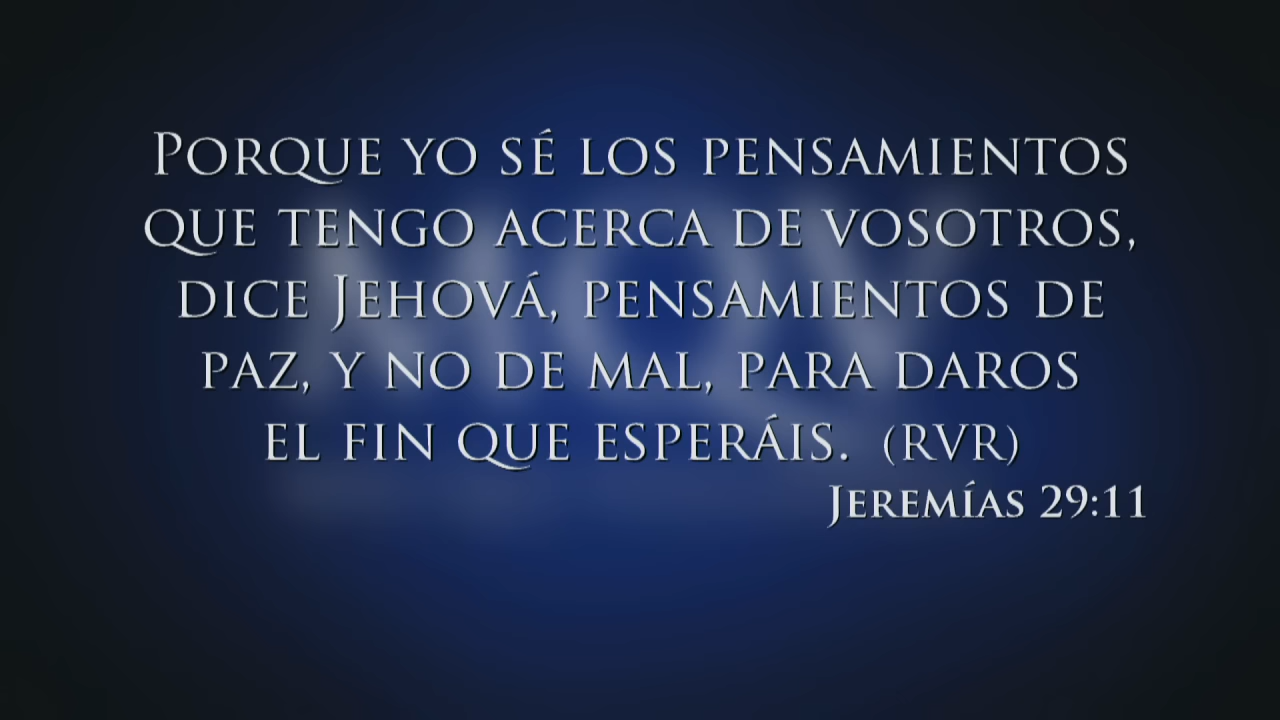 Porque yo sé los pensamientos
que tengo acerca de vosotros,
dice Jehová, pensamientos de
paz, y no de mal, para daros
el fin que esperáis. (RVR)
Jeremías 29:11